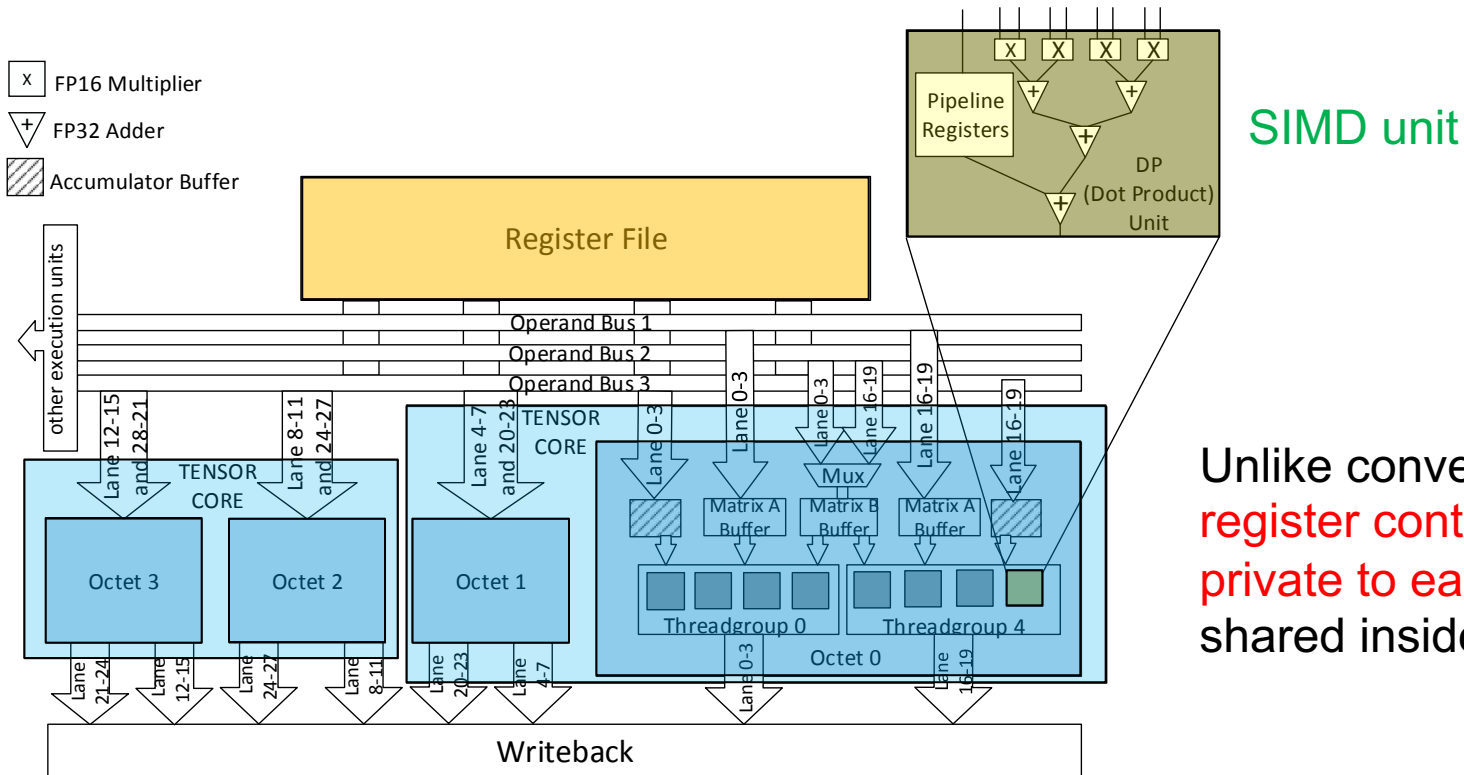 X FP16 Multiplier
+ FP32 Adder
Accumulator Buffer
X X X X
+ +
+
+
Pipeline
Registers
DP
(Dot Product)
Unit
SIMD unit
Register File
other execution units
Operand Bus 1
Operand Bus 2
Operand Bus 3
Lane 12-15
and 28-21
Lane 8-11
and 24-27
Lane 4-7
and 20-23
Lane 0-3
Lane 0-3
Lane 0-3
Lane 16-19
Lane 16-19
Lane 16-19
TENSOR
CORE
TENSOR
CORE
Mux
Matrix A
Buffer
Matrix B
Buffer
Matrix A
Buffer
Octet 3
Octet 2
Octet 1
Threadgroup 0
Threadgroup 4
Octet 0
Lane
21-24
Lane
12-15
Lane
24-27
Lane
8-11
Lane
20-23
Lane
4-7
Lane 0-3
Lane
16-19
Writeback
Unlike conve
register cont
private to ea
shared inside